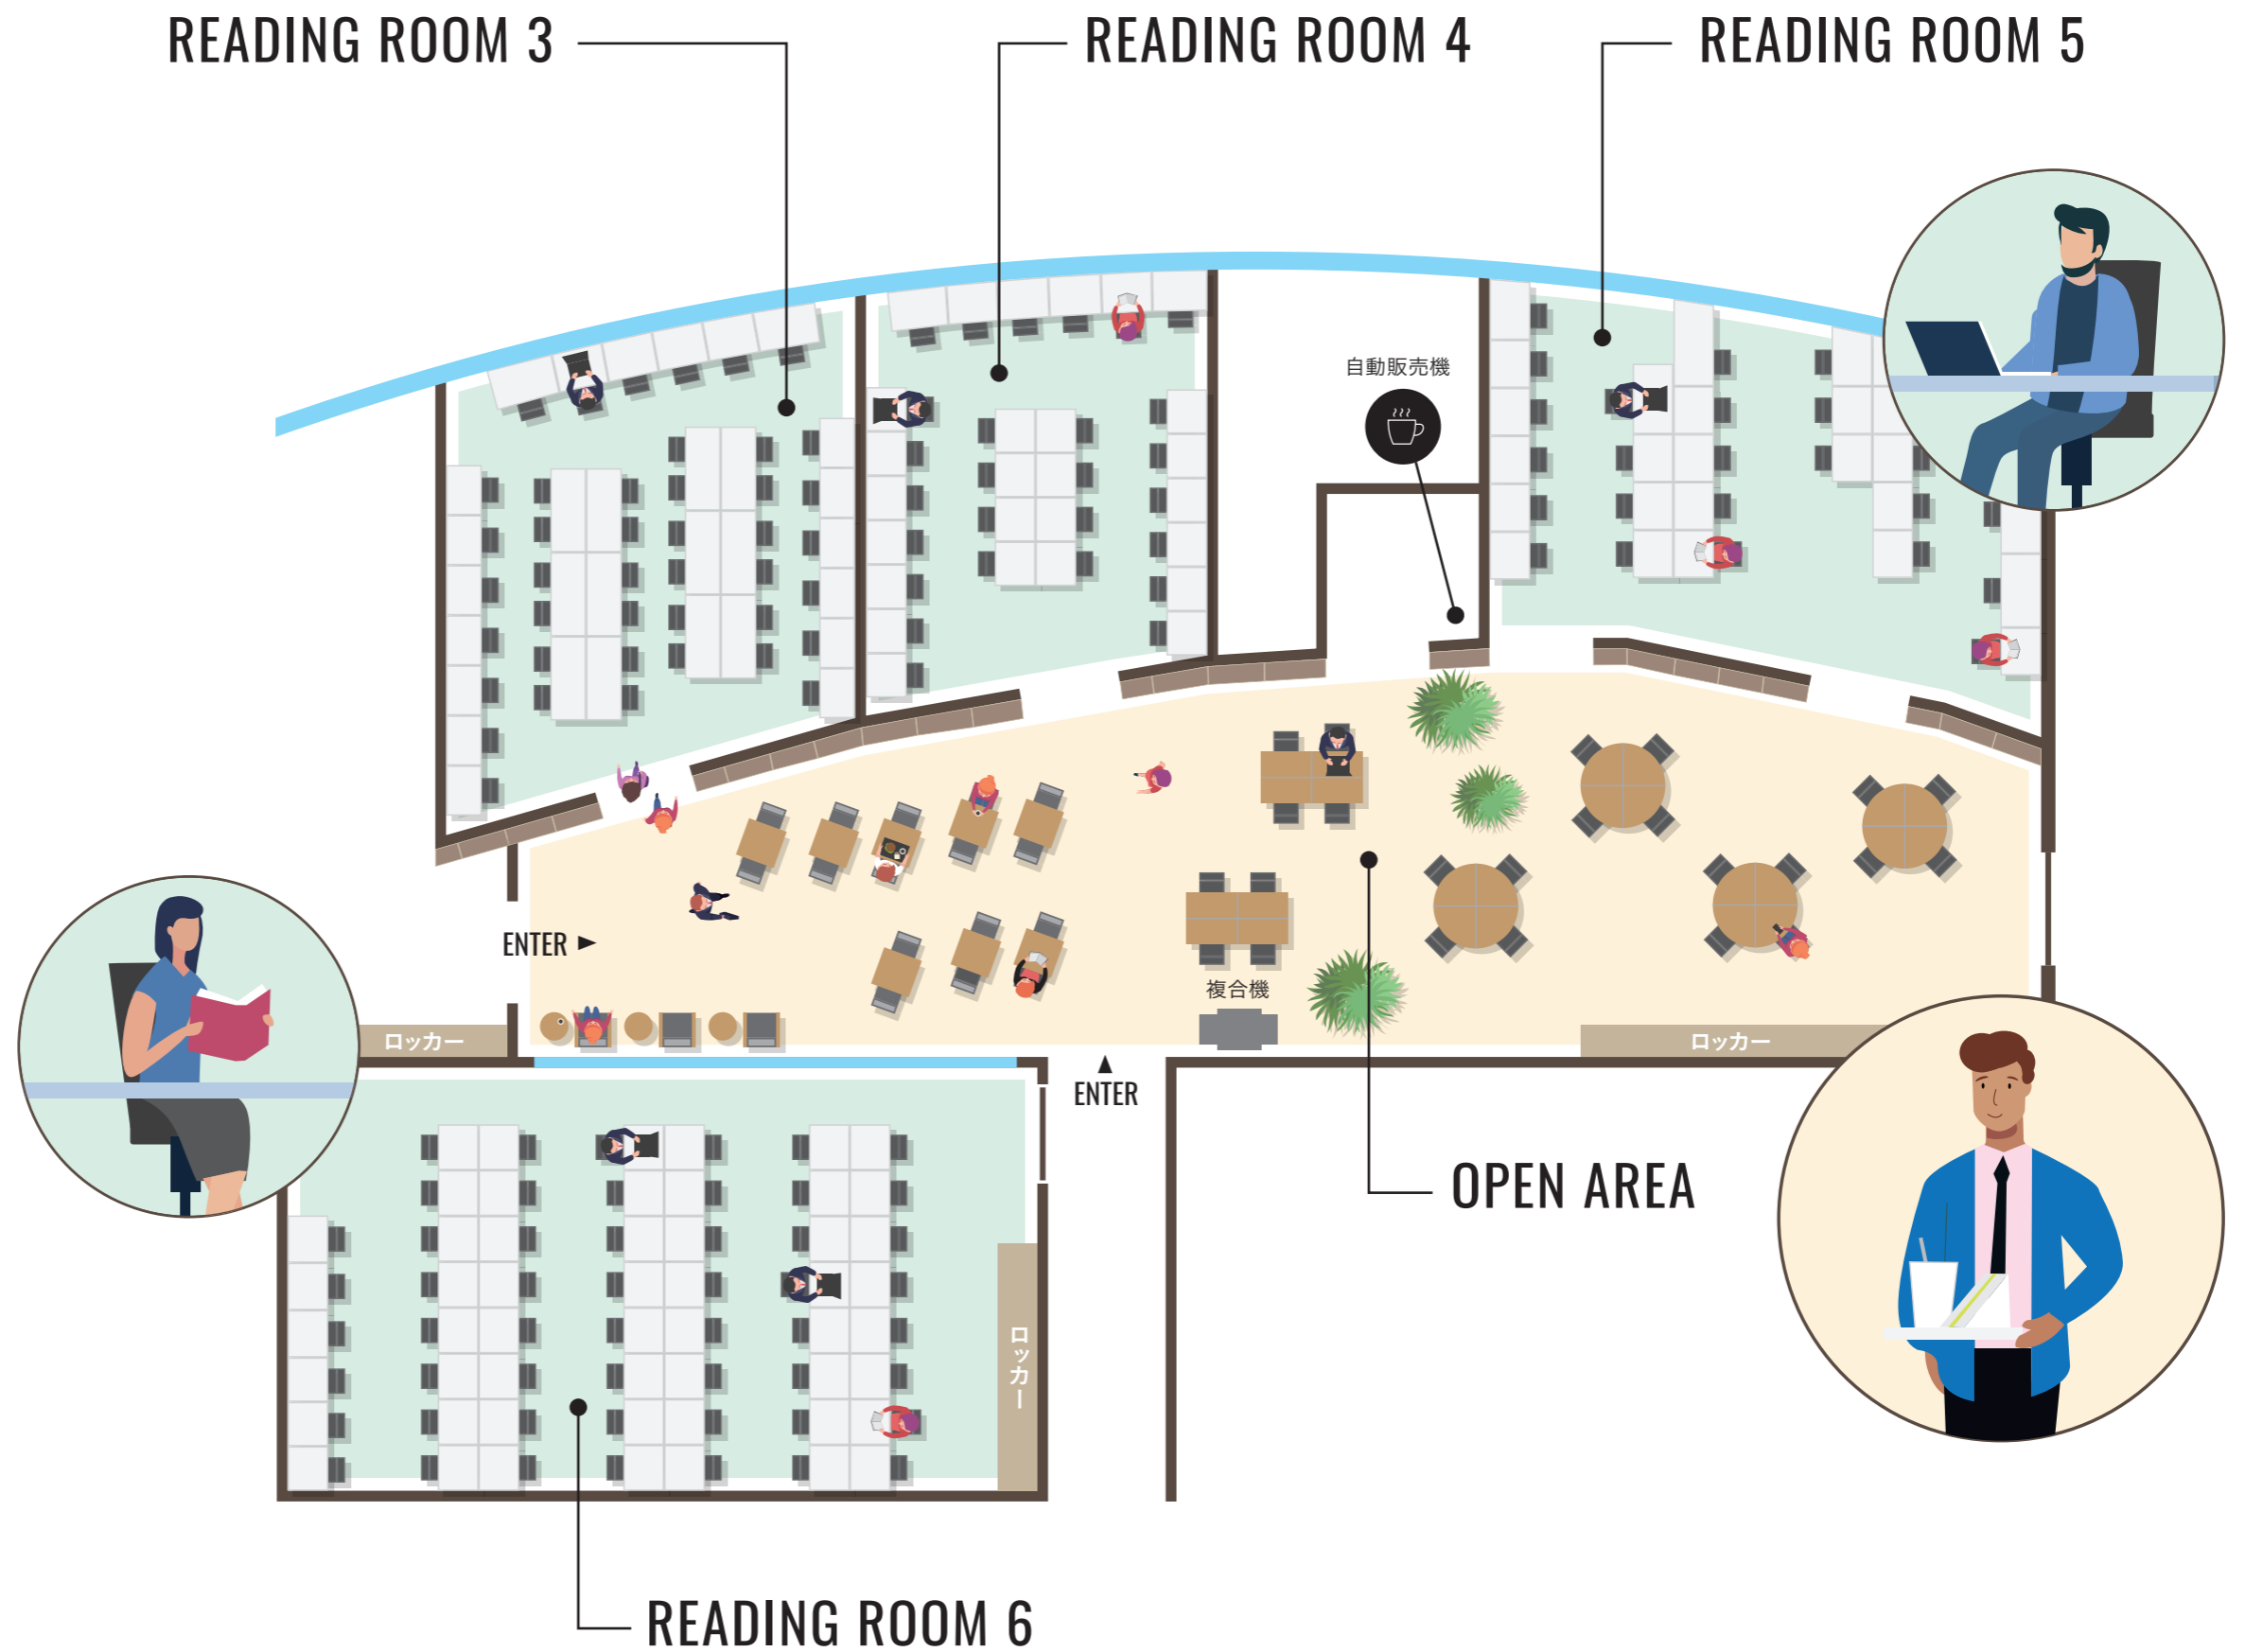 READING ROOM 3
READING ROOM 4
READING ROOM 5
自動販売機
ENTER
複合機
ロッカー
ロッカー
ENTER
OPEN AREA
ロッカー
READING ROOM 6